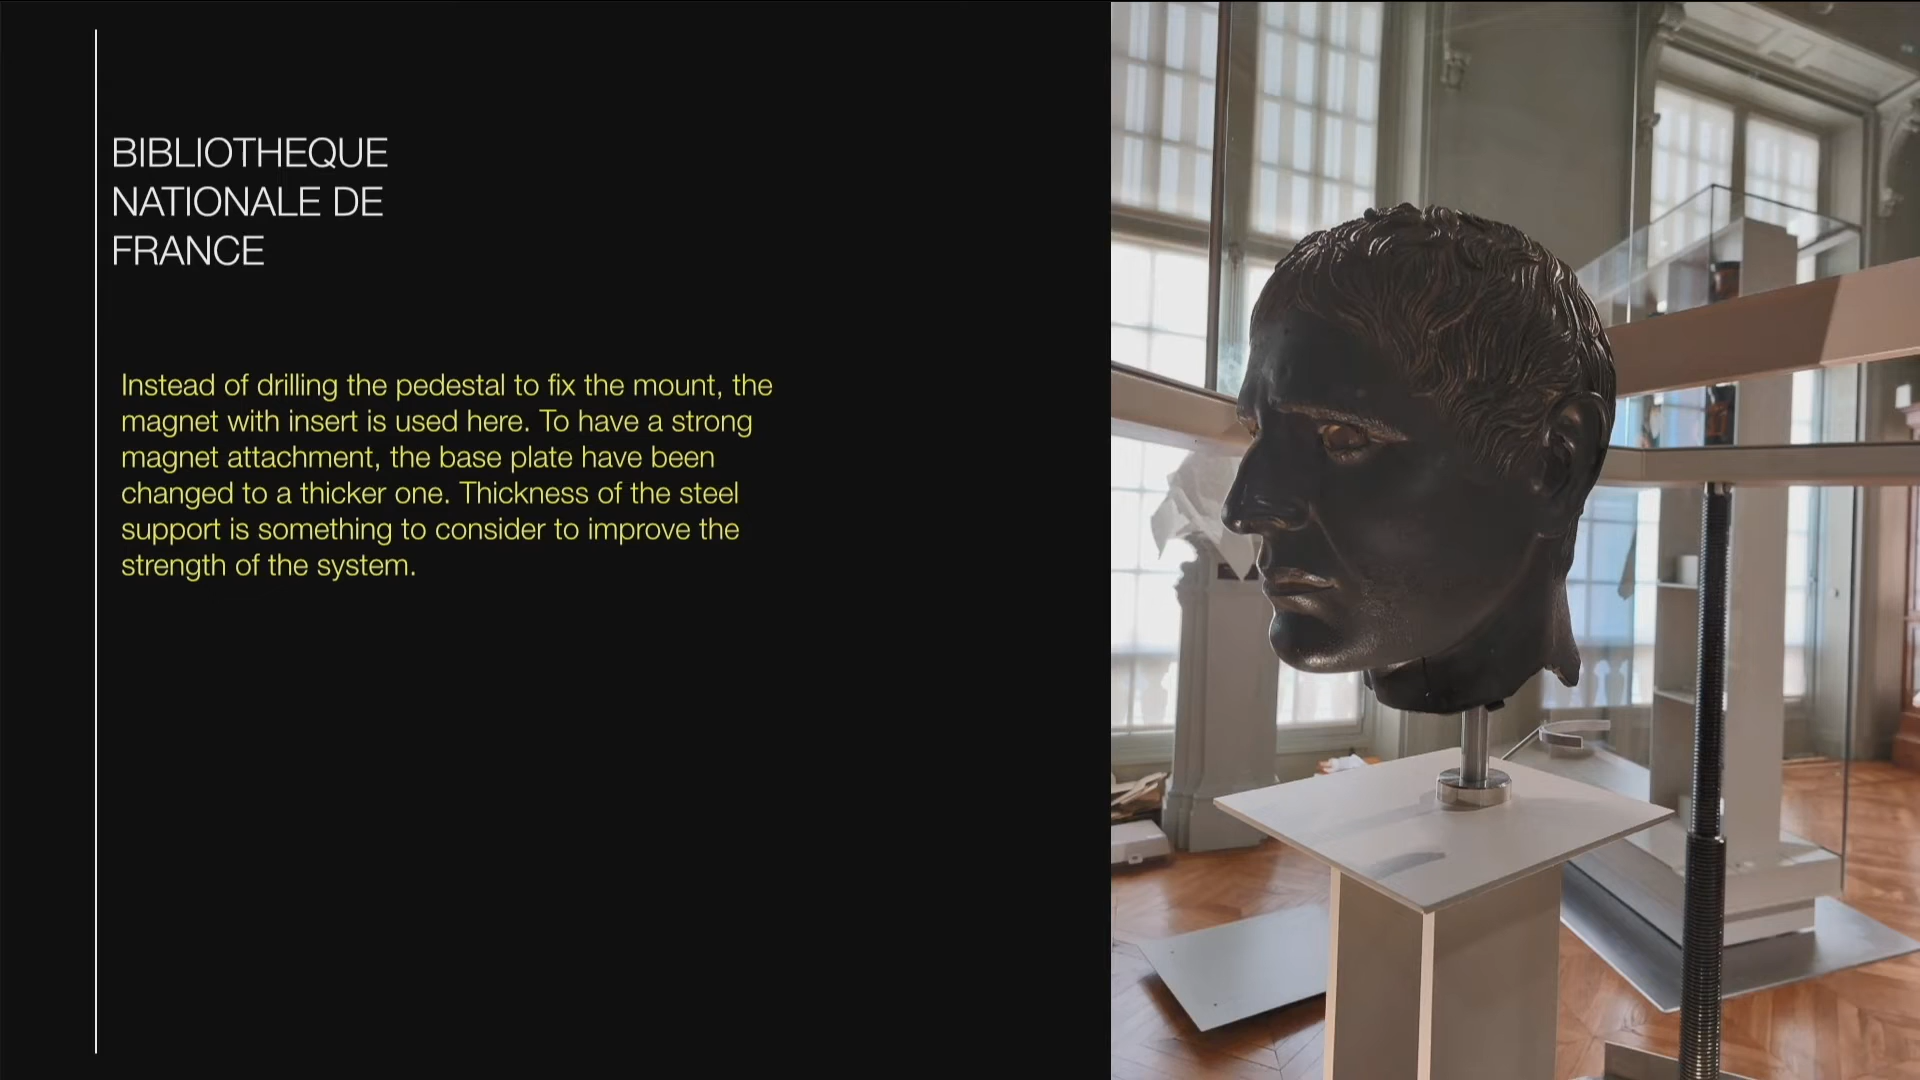 BIBLIOTHEQUE
NATIONALE DE
FRANCE
Instead of drilling the pedestal to fix the mount, the
magnet with insert is used here. To have a strong
magnet attachment, the base plate have been
changed to a thicker one. Thickness of the steel
support is something to consider to improve the
strength of the system.